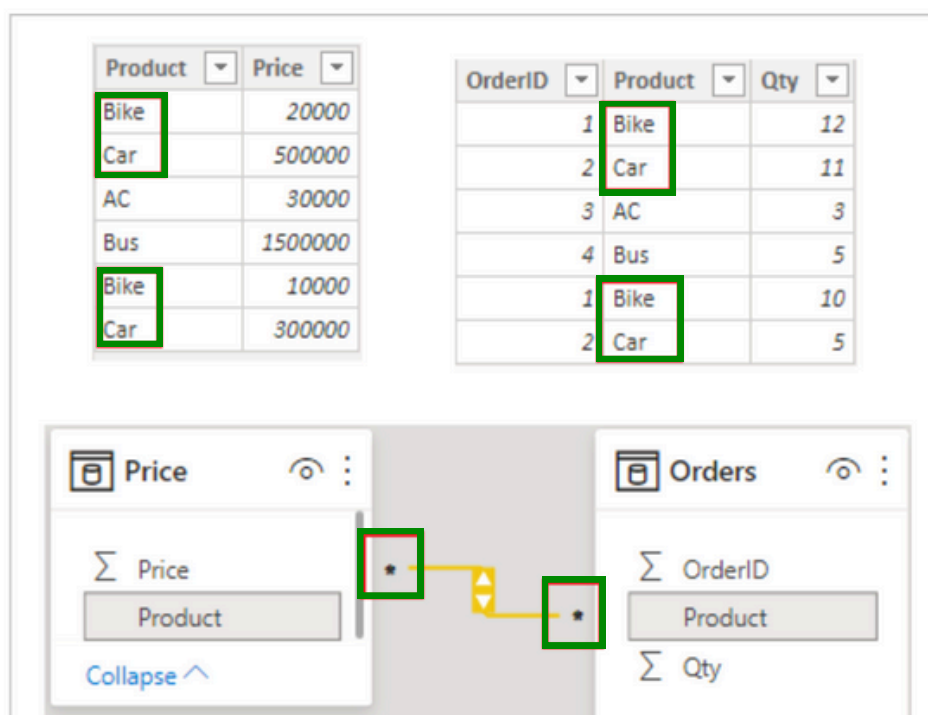 Product Price
Bike 20000
Car 500000
AC 30000
Bus 1500000
Bike 10000
Car 300000
OrderID Product Qty
1 Bike 12
2 Car 11
3 AC 3
4 Bus 5
1 Bike 10
2 Car 5
Price
Σ Price
Product
Collapse
* *
Orders
Σ OrderID
Product
Σ Qty